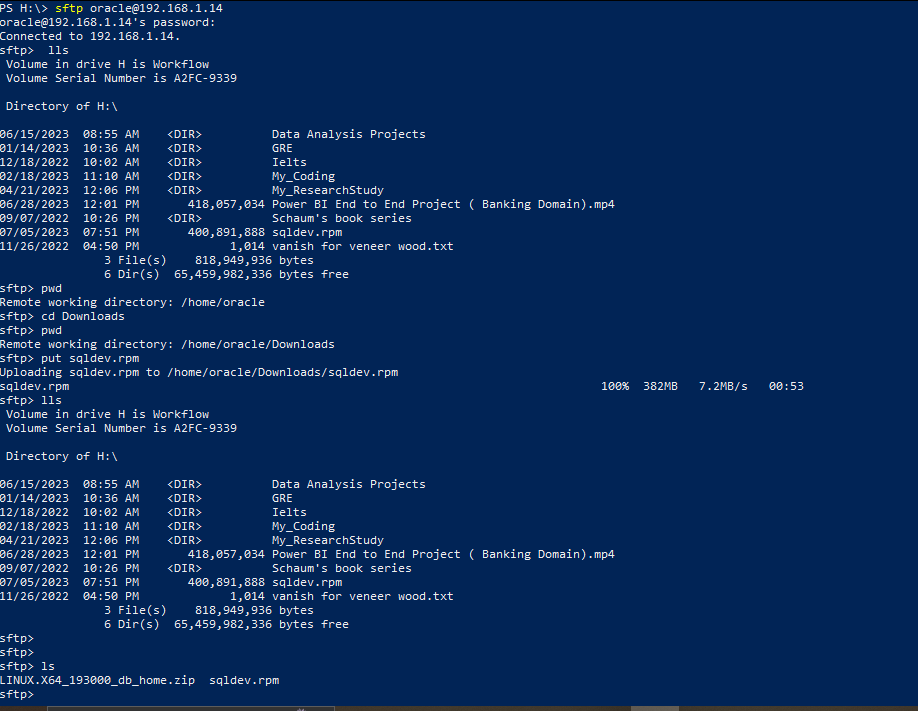 PS H:\> sftp oracle@192.168.1.14
oracle@192.168.1.14's password:
Connected to 192.168.1.14.
sftp>  lls
 Volume in drive H is Workflow
 Volume Serial Number is A2FC-9339

 Directory of H:\

06/15/2023  08:55 AM    <DIR>          Data Analysis Projects
01/14/2023  10:36 AM    <DIR>          GRE
12/18/2022  10:02 AM    <DIR>          Ielts
02/18/2023  11:10 AM    <DIR>          My_Coding
04/21/2023  12:06 PM    <DIR>          My_ResearchStudy
06/28/2023  12:01 PM       418,057,034 Power BI End to End Project ( Banking Domain).mp4
09/07/2022  10:26 PM    <DIR>          Schaum's book series
07/05/2023  07:51 PM       400,891,888 sqldev.rpm
11/26/2022  04:50 PM             1,014 vanish for veneer wood.txt
               3 File(s)    818,949,936 bytes
               6 Dir(s)  65,459,982,336 bytes free
sftp> pwd
Remote working directory: /home/oracle
sftp> cd Downloads
sftp> pwd
Remote working directory: /home/oracle/Downloads
sftp> put sqldev.rpm
Uploading sqldev.rpm to /home/oracle/Downloads/sqldev.rpm
sqldev.rpm                                                                            100%  382MB   7.2MB/s   00:53
sftp> lls
 Volume in drive H is Workflow
 Volume Serial Number is A2FC-9339

 Directory of H:\

06/15/2023  08:55 AM    <DIR>          Data Analysis Projects
01/14/2023  10:36 AM    <DIR>          GRE
12/18/2022  10:02 AM    <DIR>          Ielts
02/18/2023  11:10 AM    <DIR>          My_Coding
04/21/2023  12:06 PM    <DIR>          My_ResearchStudy
06/28/2023  12:01 PM       418,057,034 Power BI End to End Project ( Banking Domain).mp4
09/07/2022  10:26 PM    <DIR>          Schaum's book series
07/05/2023  07:51 PM       400,891,888 sqldev.rpm
11/26/2022  04:50 PM             1,014 vanish for veneer wood.txt
               3 File(s)    818,949,936 bytes
               6 Dir(s)  65,459,982,336 bytes free
sftp>
sftp>
sftp> ls
LINUX.X64_193000_db_home.zip  sqldev.rpm
sftp>